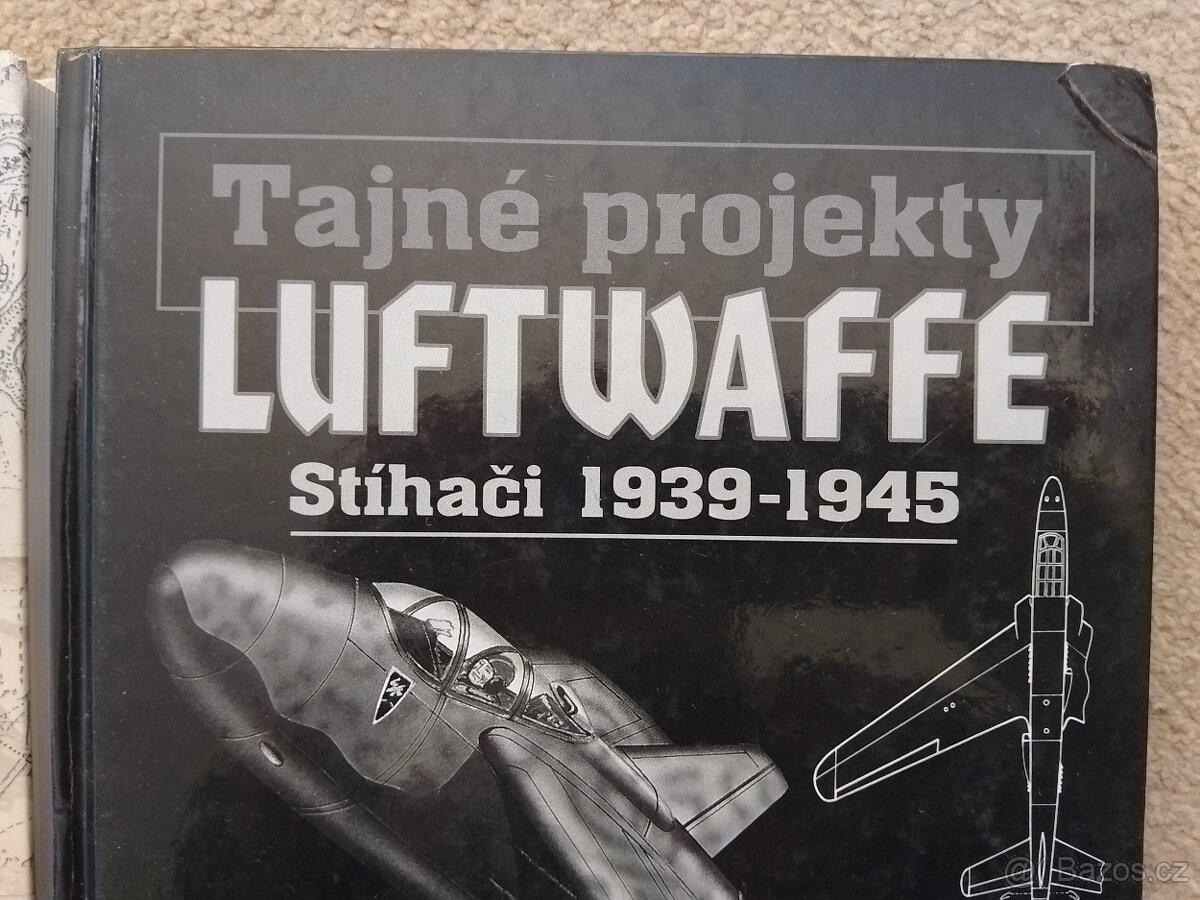 Tajné projekty
LUFTWAFFE
Stíhači 1939-1945
Bazos.cz